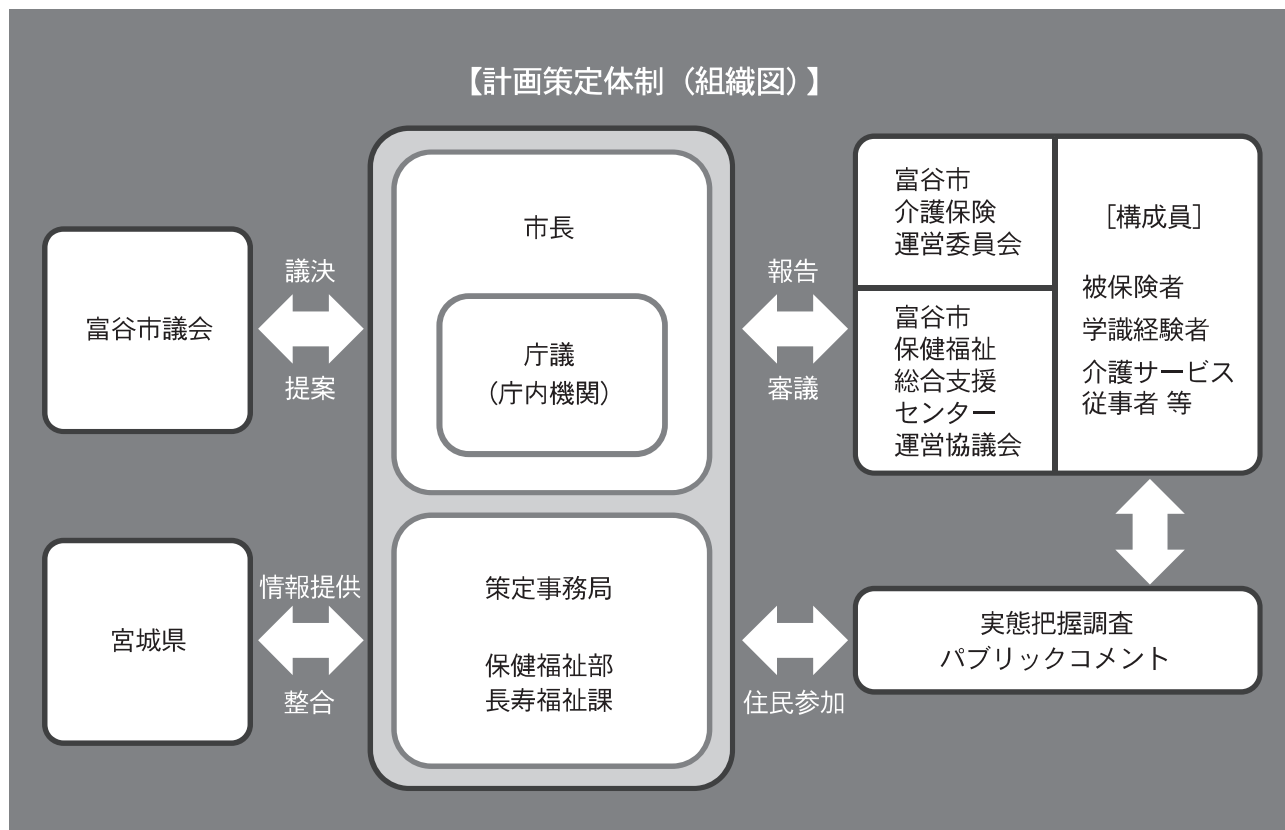 【計画策定体制（組織図）】
富谷市議会
議決
提案
宮城県
情報提供
整合
市長
庁議
（庁内機関）
策定事務局
保健福祉部
長寿福祉課
報告
審議
住民参加
富谷市
介護保険
運営委員会
富谷市
保健福祉
総合支援
センター
運営協議会
［構成員］
被保険者
学識経験者
介護サービス
従事者 等
実態把握調査
パブリックコメント